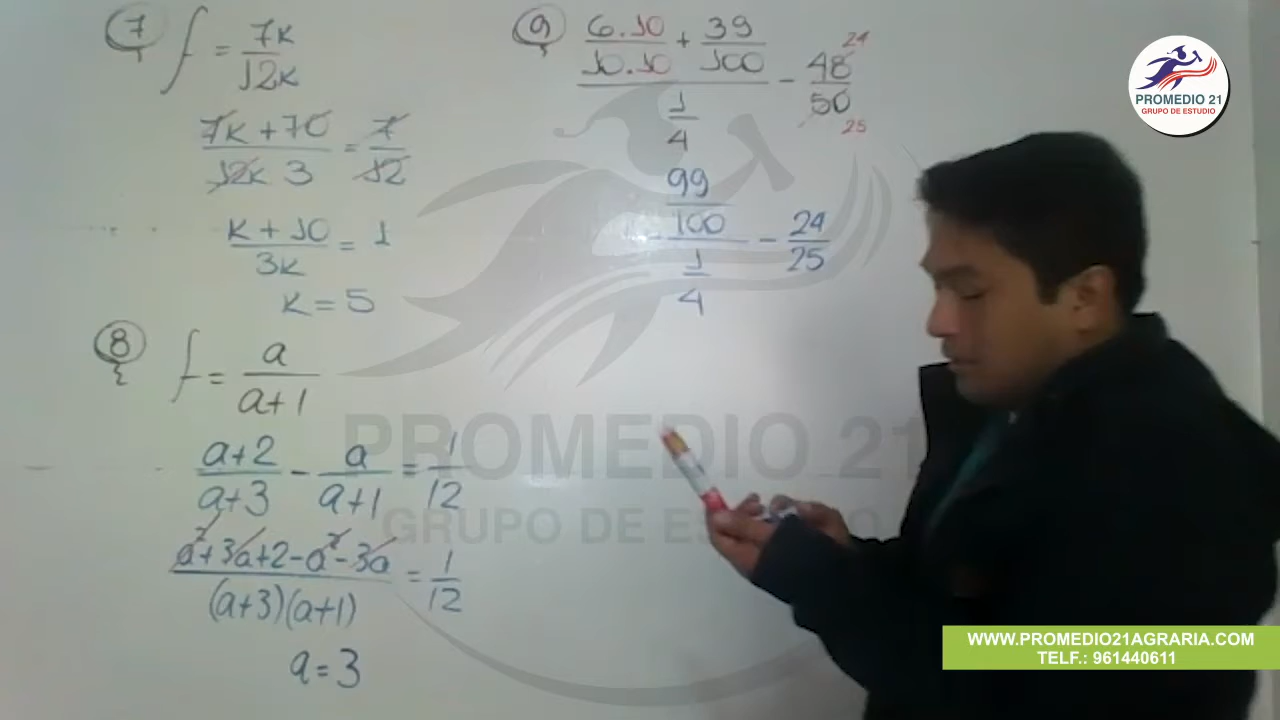 7 f = 7k/12k
7k + 70/12k 3 = 7/12
k + 10/3k = 1
k = 5
8 f = a/a+1
a+2/a+3 - a/a+1 = 1/12
a²+3a+2-a²-3a/(a+3)(a+1) = 1/12
a = 3
9 6.10/10.10 + 39/100 / 1/4 - 48/50 24 25
99/100 / 1/4 - 24/25
PROMEDIO 21
GRUPO DE ESTUDIO
PROMEDIO 21
GRUPO DE
WWW.PROMEDIO21AGRARIA.COM
TELF.: 961440611